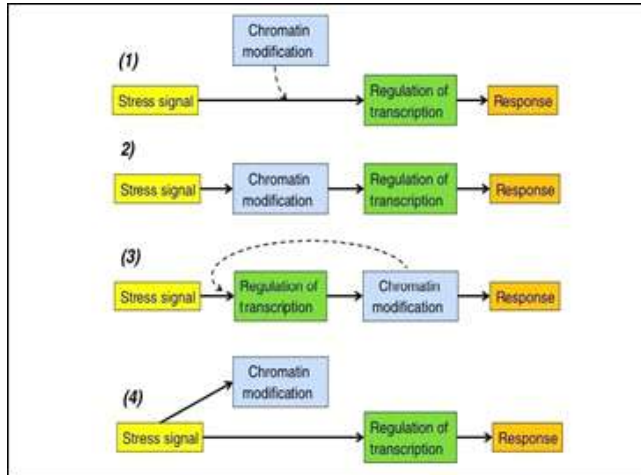 Chromatin
modification
(1)
Stress signal
Regulation of
transcription
Response
2)
Stress signal
Chromatin
modification
Regulation of
transcription
Response
(3)
Stress signal
Regulation of
transcription
Chromatin
modification
Response
Chromatin
modification
(4)
Stress signal
Regulation of
transcription
Response